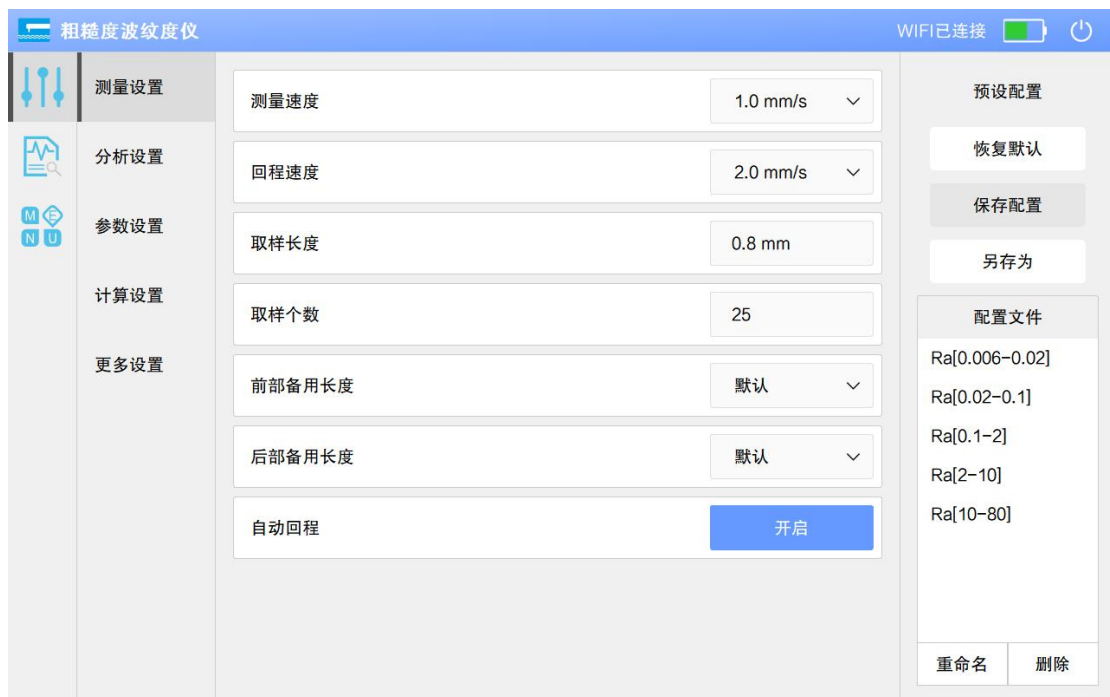 粗糙度波纹度仪
WIFI已连接
测量设置
分析设置
参数设置
计算设置
更多设置
MENU
测量速度 1.0 mm/s
回程速度 2.0 mm/s
取样长度 0.8 mm
取样个数 25
前部备用长度 默认
后部备用长度 默认
自动回程 开启
预设配置
恢复默认
保存配置
另存为
配置文件
Ra[0.006-0.02]
Ra[0.02-0.1]
Ra[0.1-2]
Ra[2-10]
Ra[10-80]
重命名 删除